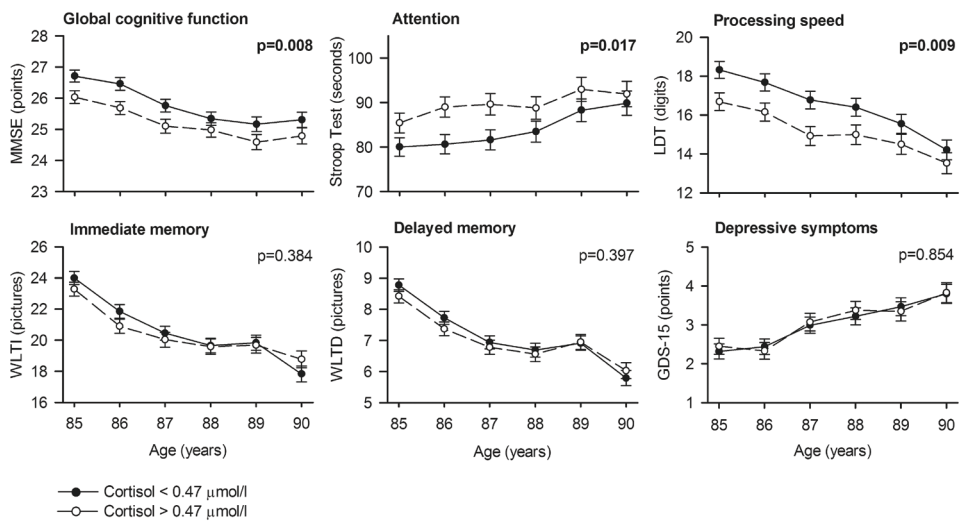 Global cognitive function
p=0.008
MMSE (points)
28
27
26
25
24
23
Attention
p=0.017
Stroop Test (seconds)
100
90
80
70
Processing speed
p=0.009
LDT (digits)
20
18
16
14
12
Immediate memory
p=0.384
WLTI (pictures)
26
24
22
20
18
16
85 86 87 88 89 90
Age (years)
Delayed memory
p=0.397
WLTD (pictures)
10
9
8
7
6
5
85 86 87 88 89 90
Age (years)
Depressive symptoms
p=0.854
GDS-15 (points)
5
4
3
2
1
85 86 87 88 89 90
Age (years)
Cortisol < 0.47 μmol/l
Cortisol > 0.47 μmol/l